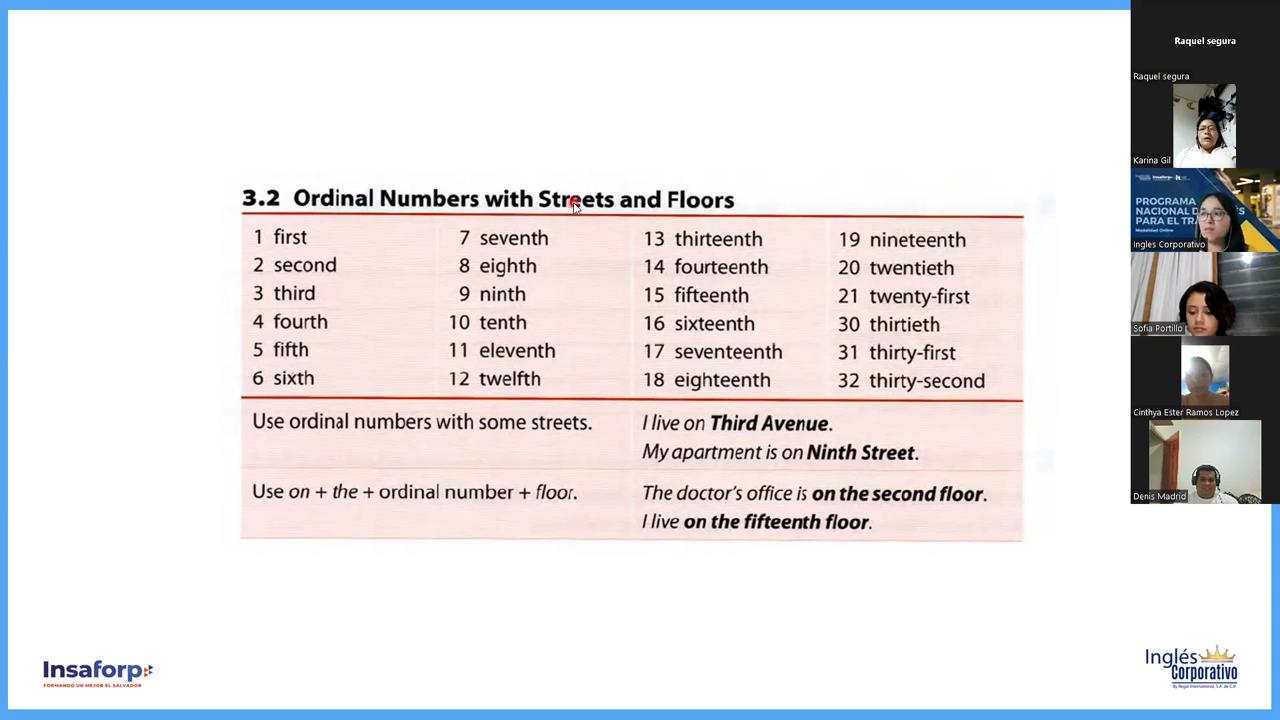 3.2 Ordinal Numbers with Streets and Floors
1 first
2 second
3 third
4 fourth
5 fifth
6 sixth
7 seventh
8 eighth
9 ninth
10 tenth
11 eleventh
12 twelfth
13 thirteenth
14 fourteenth
15 fifteenth
16 sixteenth
17 seventeenth
18 eighteenth
19 nineteenth
20 twentieth
21 twenty-first
30 thirtieth
31 thirty-first
32 thirty-second
Use ordinal numbers with some streets.
I live on Third Avenue.
My apartment is on Ninth Street.
Use on + the + ordinal number + floor.
The doctor's office is on the second floor.
I live on the fifteenth floor.
Insaforp
FORMANDO UN MEJOR EL SALVADOR
Inglés
Corporativo
By Regal International, S.A. de C.V.
Raquel segura
Raquel segura
Karina Gil
insaforp
PROGRAMA
NACIONAL
PARA EL TRA
Modalidad Online
Ingles Corporativo
Sofia Portillo
Cinthya Ester Ramos Lopez
Denis Madrid